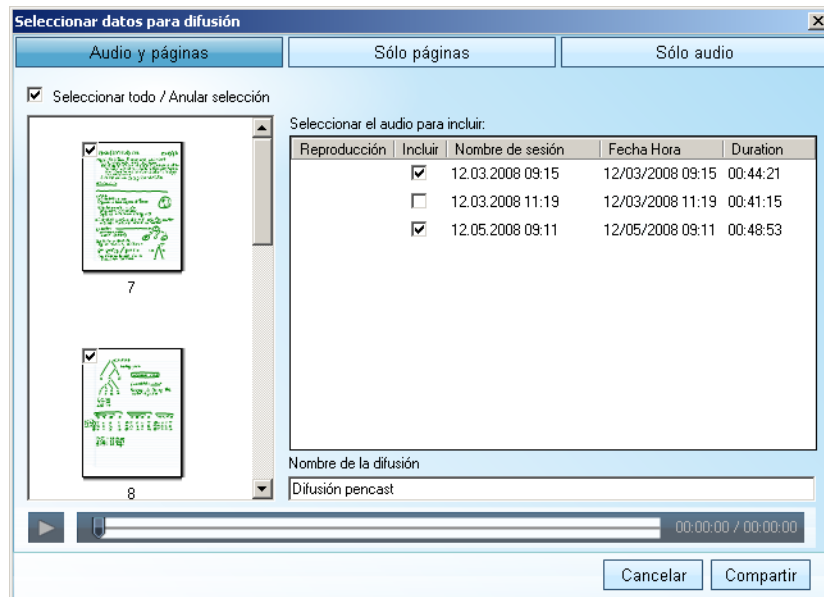 Seleccionar datos para difusión
Audio y páginas Sólo páginas Sólo audio
Seleccionar todo / Anular selección
Seleccionar el audio para incluir:
Reproducción Incluir Nombre de sesión Fecha Hora Duration
12.03.2008 09:15 12/03/2008 09:15 00:44:21
12.03.2008 11:19 12/03/2008 11:19 00:41:15
12.05.2008 09:11 12/05/2008 09:11 00:48:53
7
8
Nombre de la difusión
Difusión pencast
00:00:00 / 00:00:00
Cancelar Compartir